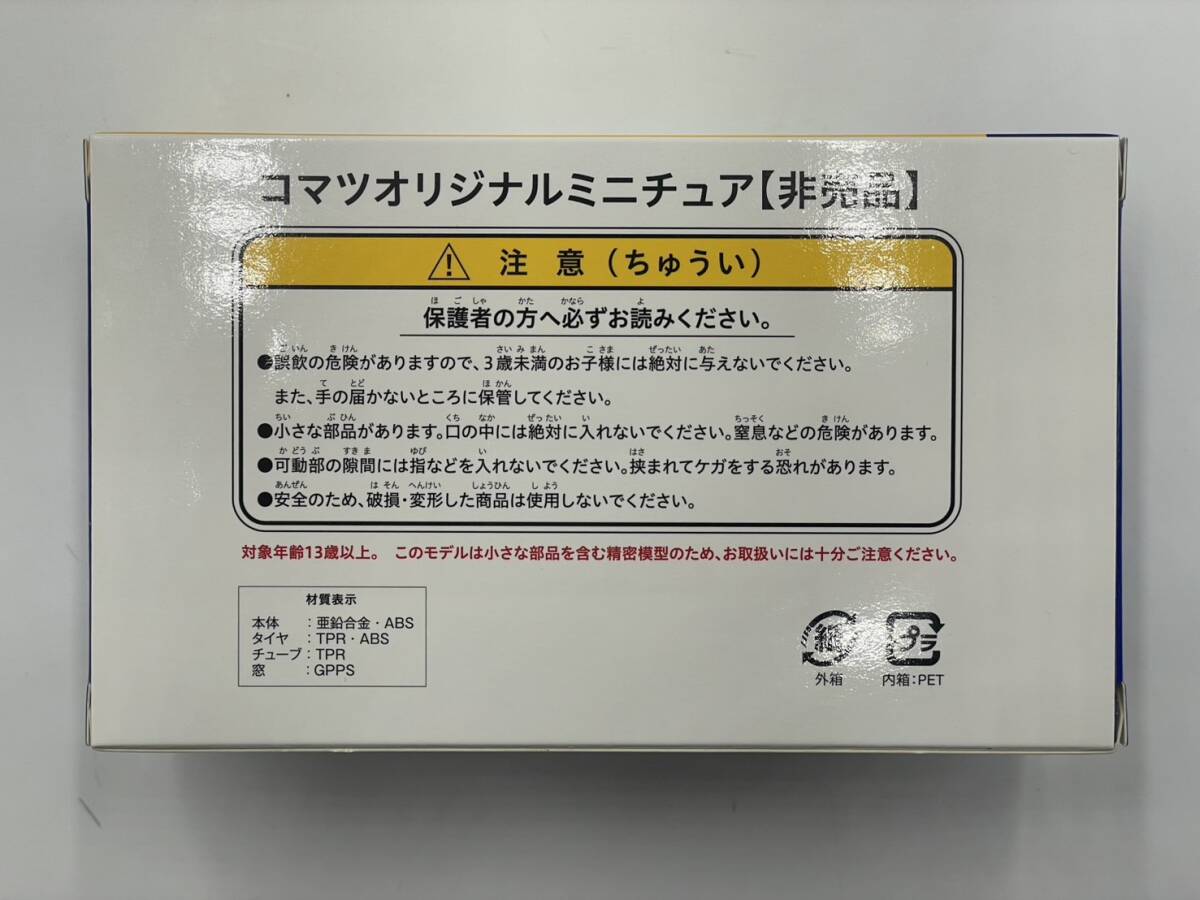 コマツオリジナルミニチュア【非売品】
注 意（ちゅうい）
保護者の方へ必ずお読みください。
●誤飲の危険がありますので、3歳未満のお子様には絶対に与えないでください。
また、手の届かないところに保管してください。
●小さな部品があります。口の中には絶対に入れないでください。窒息などの危険があります。
●可動部の隙間には指などを入れないでください。挟まれてケガをする恐れがあります。
●安全のため、破損・変形した商品は使用しないでください。
対象年齢13歳以上。 このモデルは小さな部品を含む精密模型のため、お取扱いには十分ご注意ください。
材質表示
本体 ：亜鉛合金・ABS
タイヤ ：TPR・ABS
チューブ：TPR
窓 ：GPPS
紙
外箱
プラ
内箱：PET